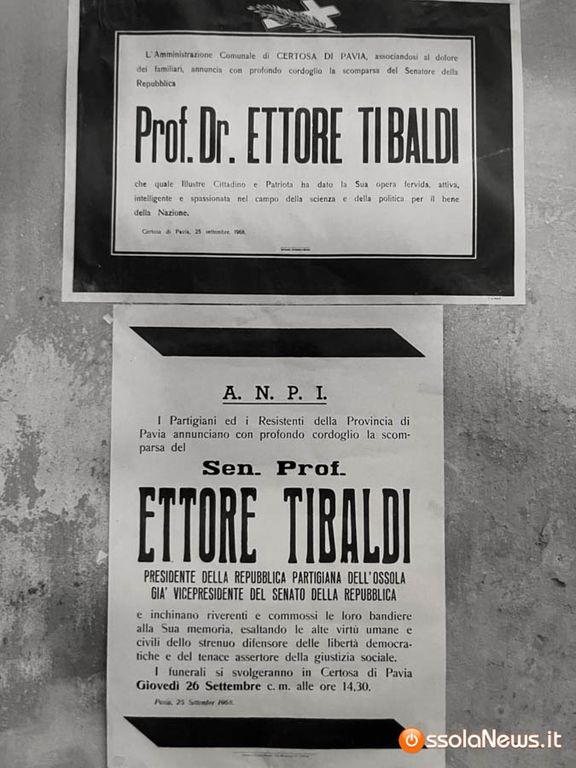 L'Amministrazione Comunale di CERTOSA DI PAVIA, associandosi al dolore
dei familiari, annuncia con profondo cordoglio la scomparsa del Senatore della
Repubblica
Prof. Dr. ETTORE TIBALDI
che quale Illustre Cittadino e Patriota ha dato la Sua opera fervida, attiva,
intelligente e spassionata nel campo della scienza e della politica per il bene
della Nazione.
Certosa di Pavia, 25 settembre 1968.
A. N. P. I.
I Partigiani ed i Resistenti della Provincia di
Pavia annunciano con profondo cordoglio la scom-
parsa del
Sen. Prof.
ETTORE TIBALDI
PRESIDENTE DELLA REPUBBLICA PARTIGIANA DELL'OSSOLA
GIA' VICEPRESIDENTE DEL SENATO DELLA REPUBBLICA
e inchinano riverenti e commossi le loro bandiere
alla Sua memoria, esaltando le alte virtù umane e
civili dello strenuo difensore delle libertà democra-
tiche e del tenace assertore della giustizia sociale.
I funerali si svolgeranno in Certosa di Pavia
Giovedì 26 Settembre c. m. alle ore 14,30.
Pavia, 25 Settembre 1968.
OssolaNews.it